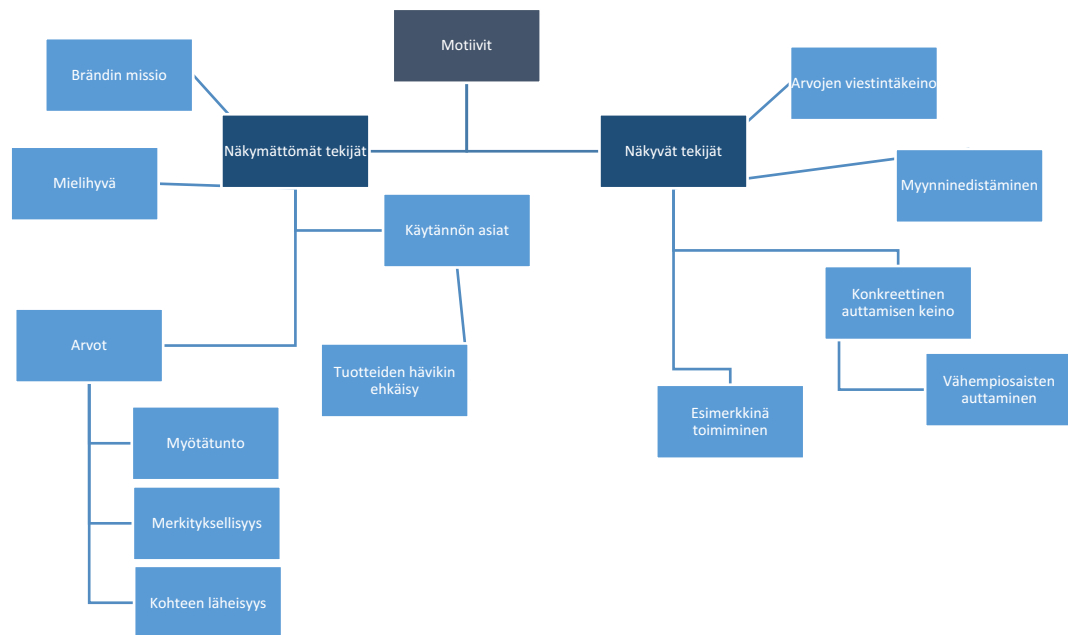 Motiivit
Brändin missio
Arvojen viestintäkeino
Näkymättömät tekijät
Näkyvät tekijät
Mielihyvä
Myynninedistäminen
Käytännön asiat
Konkreettinen
auttamisen keino
Arvot
Tuotteiden hävikin
ehkäisy
Vähempiosaisten
auttaminen
Esimerkkinä
toimiminen
Myötätunto
Merkityksellisyys
Kohteen läheisyys